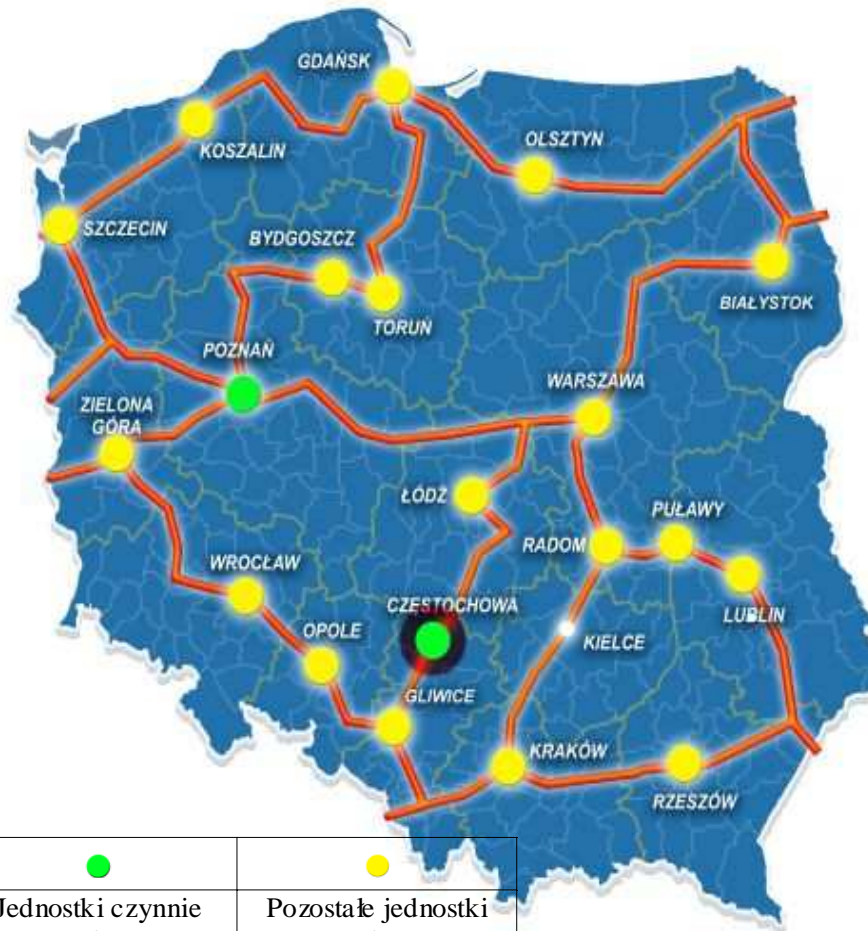 GDAŃSK
KOSZALIN
OLSZTYN
SZCZECIN
BYDGOSZCZ
TORUŃ
BIAŁYSTOK
POZNAŃ
WARSZAWA
ZIELONA
GÓRA
ŁÓDŹ
PUŁAWY
RADOM
WROCŁAW
CZĘSTOCHOWA
LUBLIN
OPOLE
KIELCE
GLIWICE
KRAKÓW
RZESZÓW
Jednostki czynnie
Pozostałe jednostki